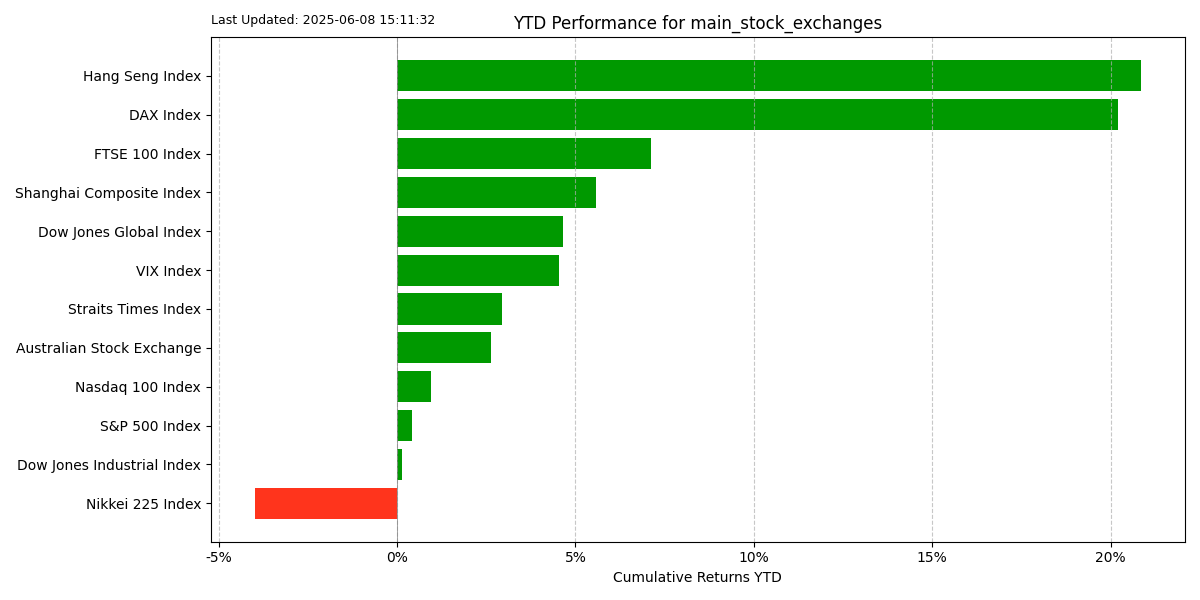 Last Updated: 2025-06-08 15:11:32
YTD Performance for main_stock_exchanges
Hang Seng Index
DAX Index
FTSE 100 Index
Shanghai Composite Index
Dow Jones Global Index
VIX Index
Straits Times Index
Australian Stock Exchange
Nasdaq 100 Index
S&P 500 Index
Dow Jones Industrial Index
Nikkei 225 Index
-5% 0% 5% 10% 15% 20%
Cumulative Returns YTD